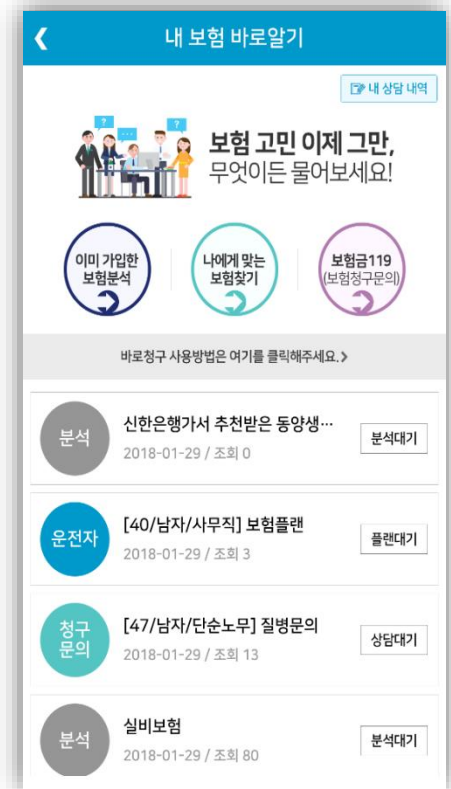 내 보험 바로알기
내 상담 내역
보험 고민 이제 그만,
무엇이든 물어보세요!
이미 가입한
보험분석
나에게 맞는
보험찾기
보험금119
(보험청구문의)
바로청구 사용방법은 여기를 클릭해주세요.
분석
신한은행가서 추천받은 동양생…
2018-01-29 / 조회 0
분석대기
운전자
[40/남자/사무직] 보험플랜
2018-01-29 / 조회 3
플랜대기
청구
문의
[47/남자/단순노무] 질병문의
2018-01-29 / 조회 13
상담대기
분석
실비보험
2018-01-29 / 조회 80
분석대기